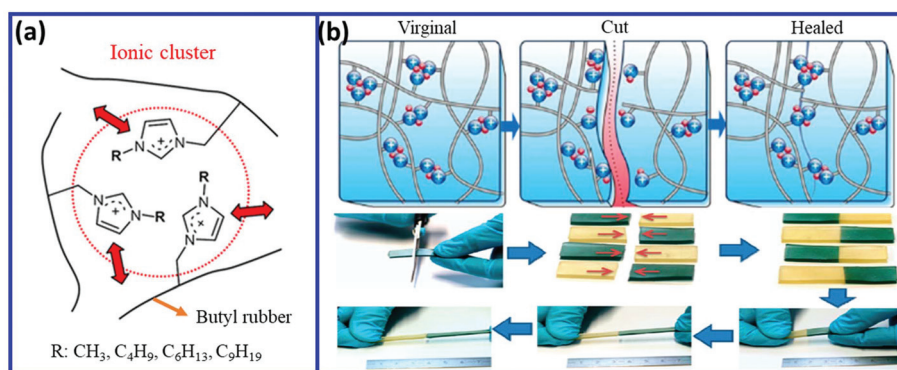 (a)
Ionic cluster
R
N
N
+
N
N
R
+
R
N
N
+
Butyl rubber
R: CH₃, C₄H₉, C₆H₁₃, C₉H₁₉
(b)
Virginal
Cut
Healed